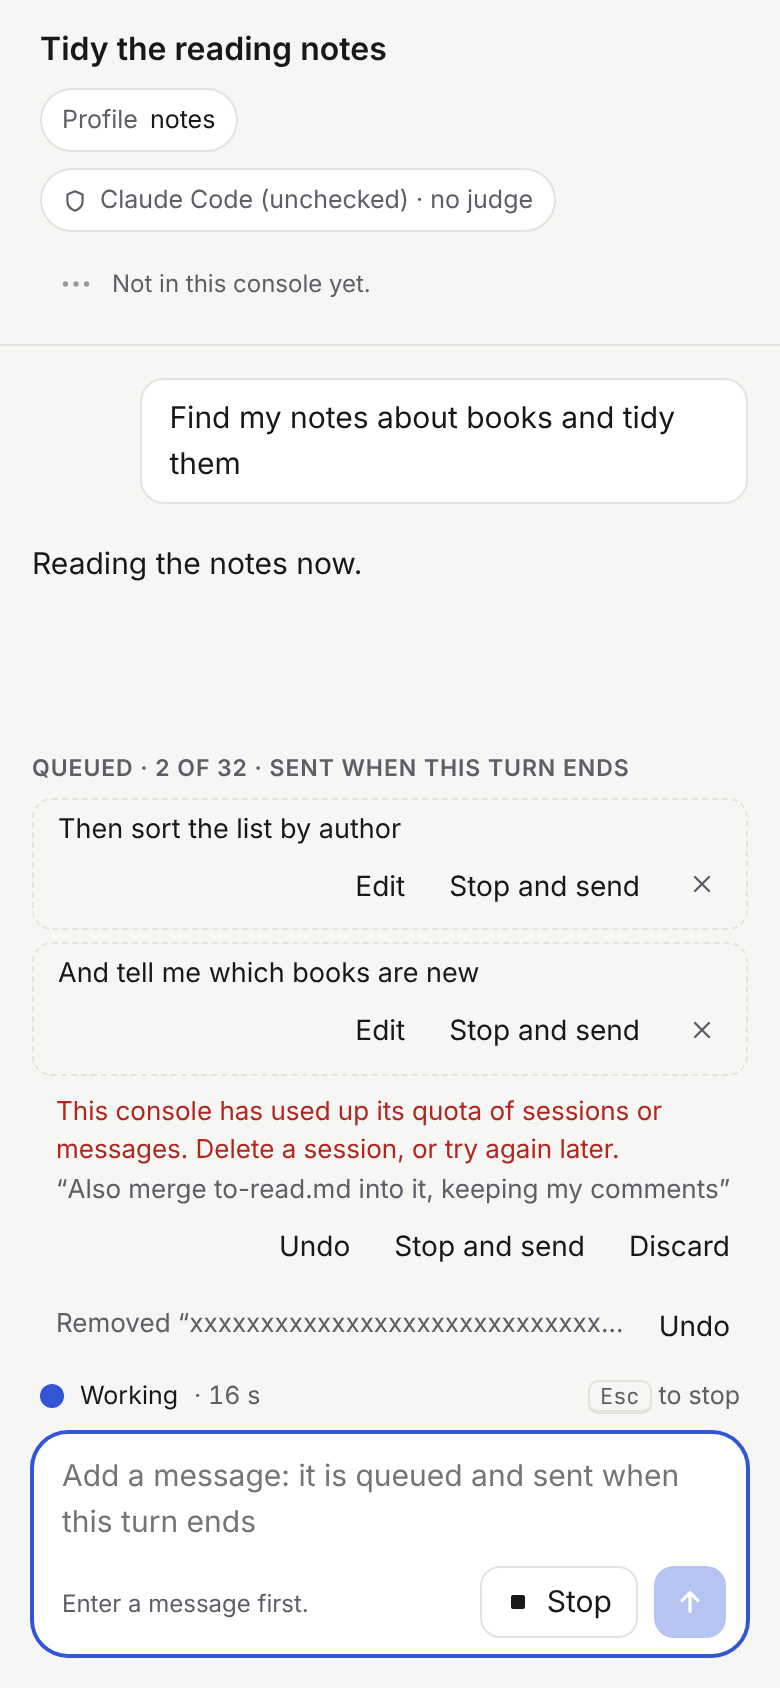 Tidy the reading notes
Profile notes
Claude Code (unchecked) · no judge
Not in this console yet.
Find my notes about books and tidy
them
Reading the notes now.
QUEUED · 2 OF 32 · SENT WHEN THIS TURN ENDS
Then sort the list by author
Edit Stop and send ×
And tell me which books are new
Edit Stop and send ×
This console has used up its quota of sessions or
messages. Delete a session, or try again later.
“Also merge to-read.md into it, keeping my comments”
Undo Stop and send Discard
Removed “xxxxxxxxxxxxxxxxxxxxxxxxxxxxx… Undo
Working · 16 s Esc to stop
Add a message: it is queued and sent when
this turn ends
Enter a message first. Stop